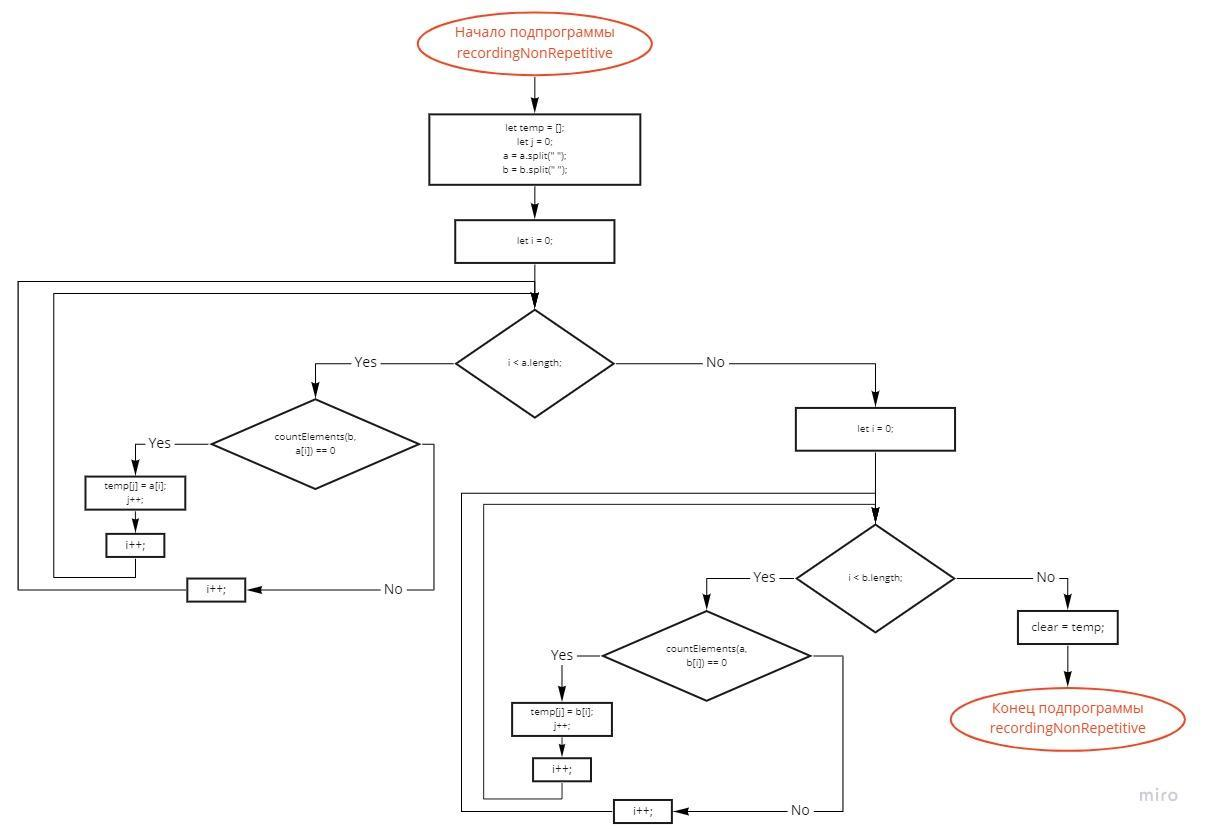 Начало подпрограммы
recordingNonRepetitive
let temp = [];
let j = 0;
a = a.split(" ");
b = b.split(" ");
let i = 0;
i < a.length;
Yes
No
countElements(b,
a[i]) == 0
Yes
temp[j] = a[i];
j++;
i++;
i++;
No
let i = 0;
i < b.length;
Yes
No
countElements(a,
b[i]) == 0
Yes
temp[j] = b[i];
j++;
i++;
i++;
No
clear = temp;
Конец подпрограммы
recordingNonRepetitive
miro